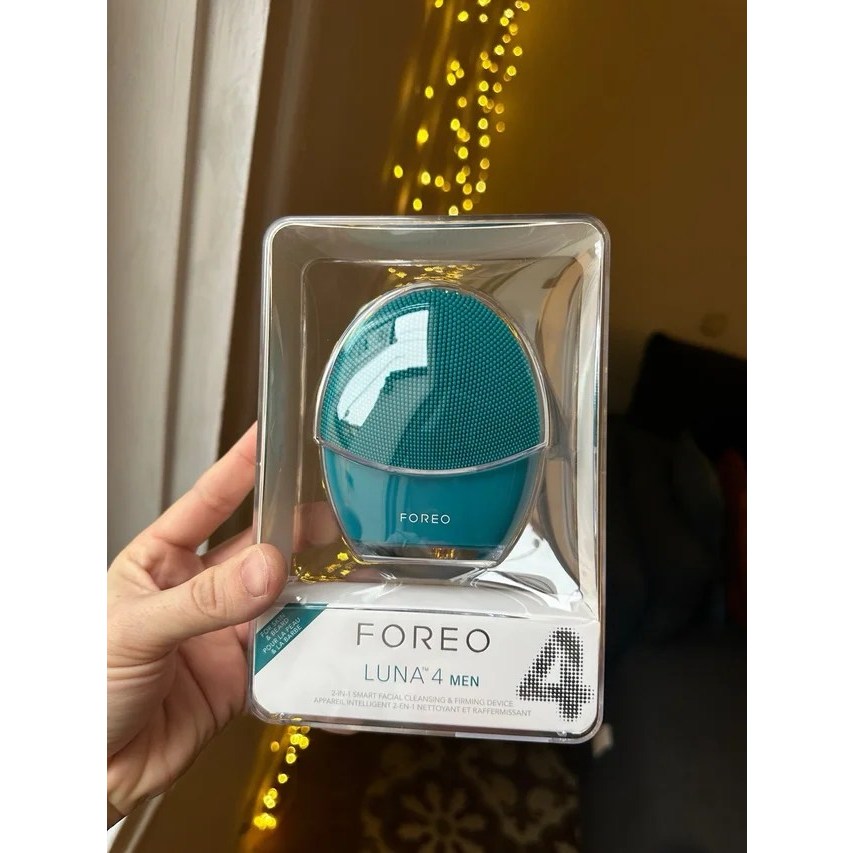 FOREO
FOR SKIN
& BEARD
POUR LA PEAU
& LA BARBE
FOREO
LUNA™ 4 MEN
4
2-IN-1 SMART FACIAL CLEANSING & FIRMING DEVICE
APPAREIL INTELLIGENT 2-EN-1 NETTOYANT ET RAFFERMISSANT